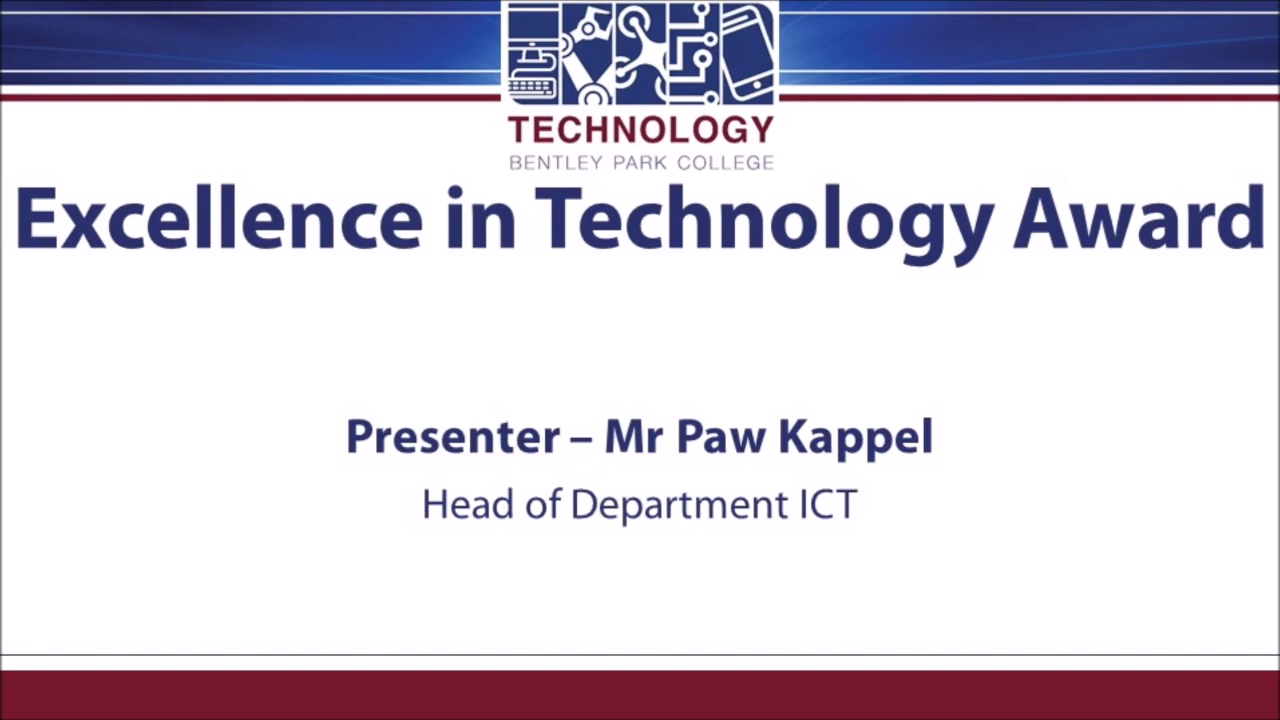 TECHNOLOGY
BENTLEY PARK COLLEGE
Excellence in Technology Award
Presenter – Mr Paw Kappel
Head of Department ICT